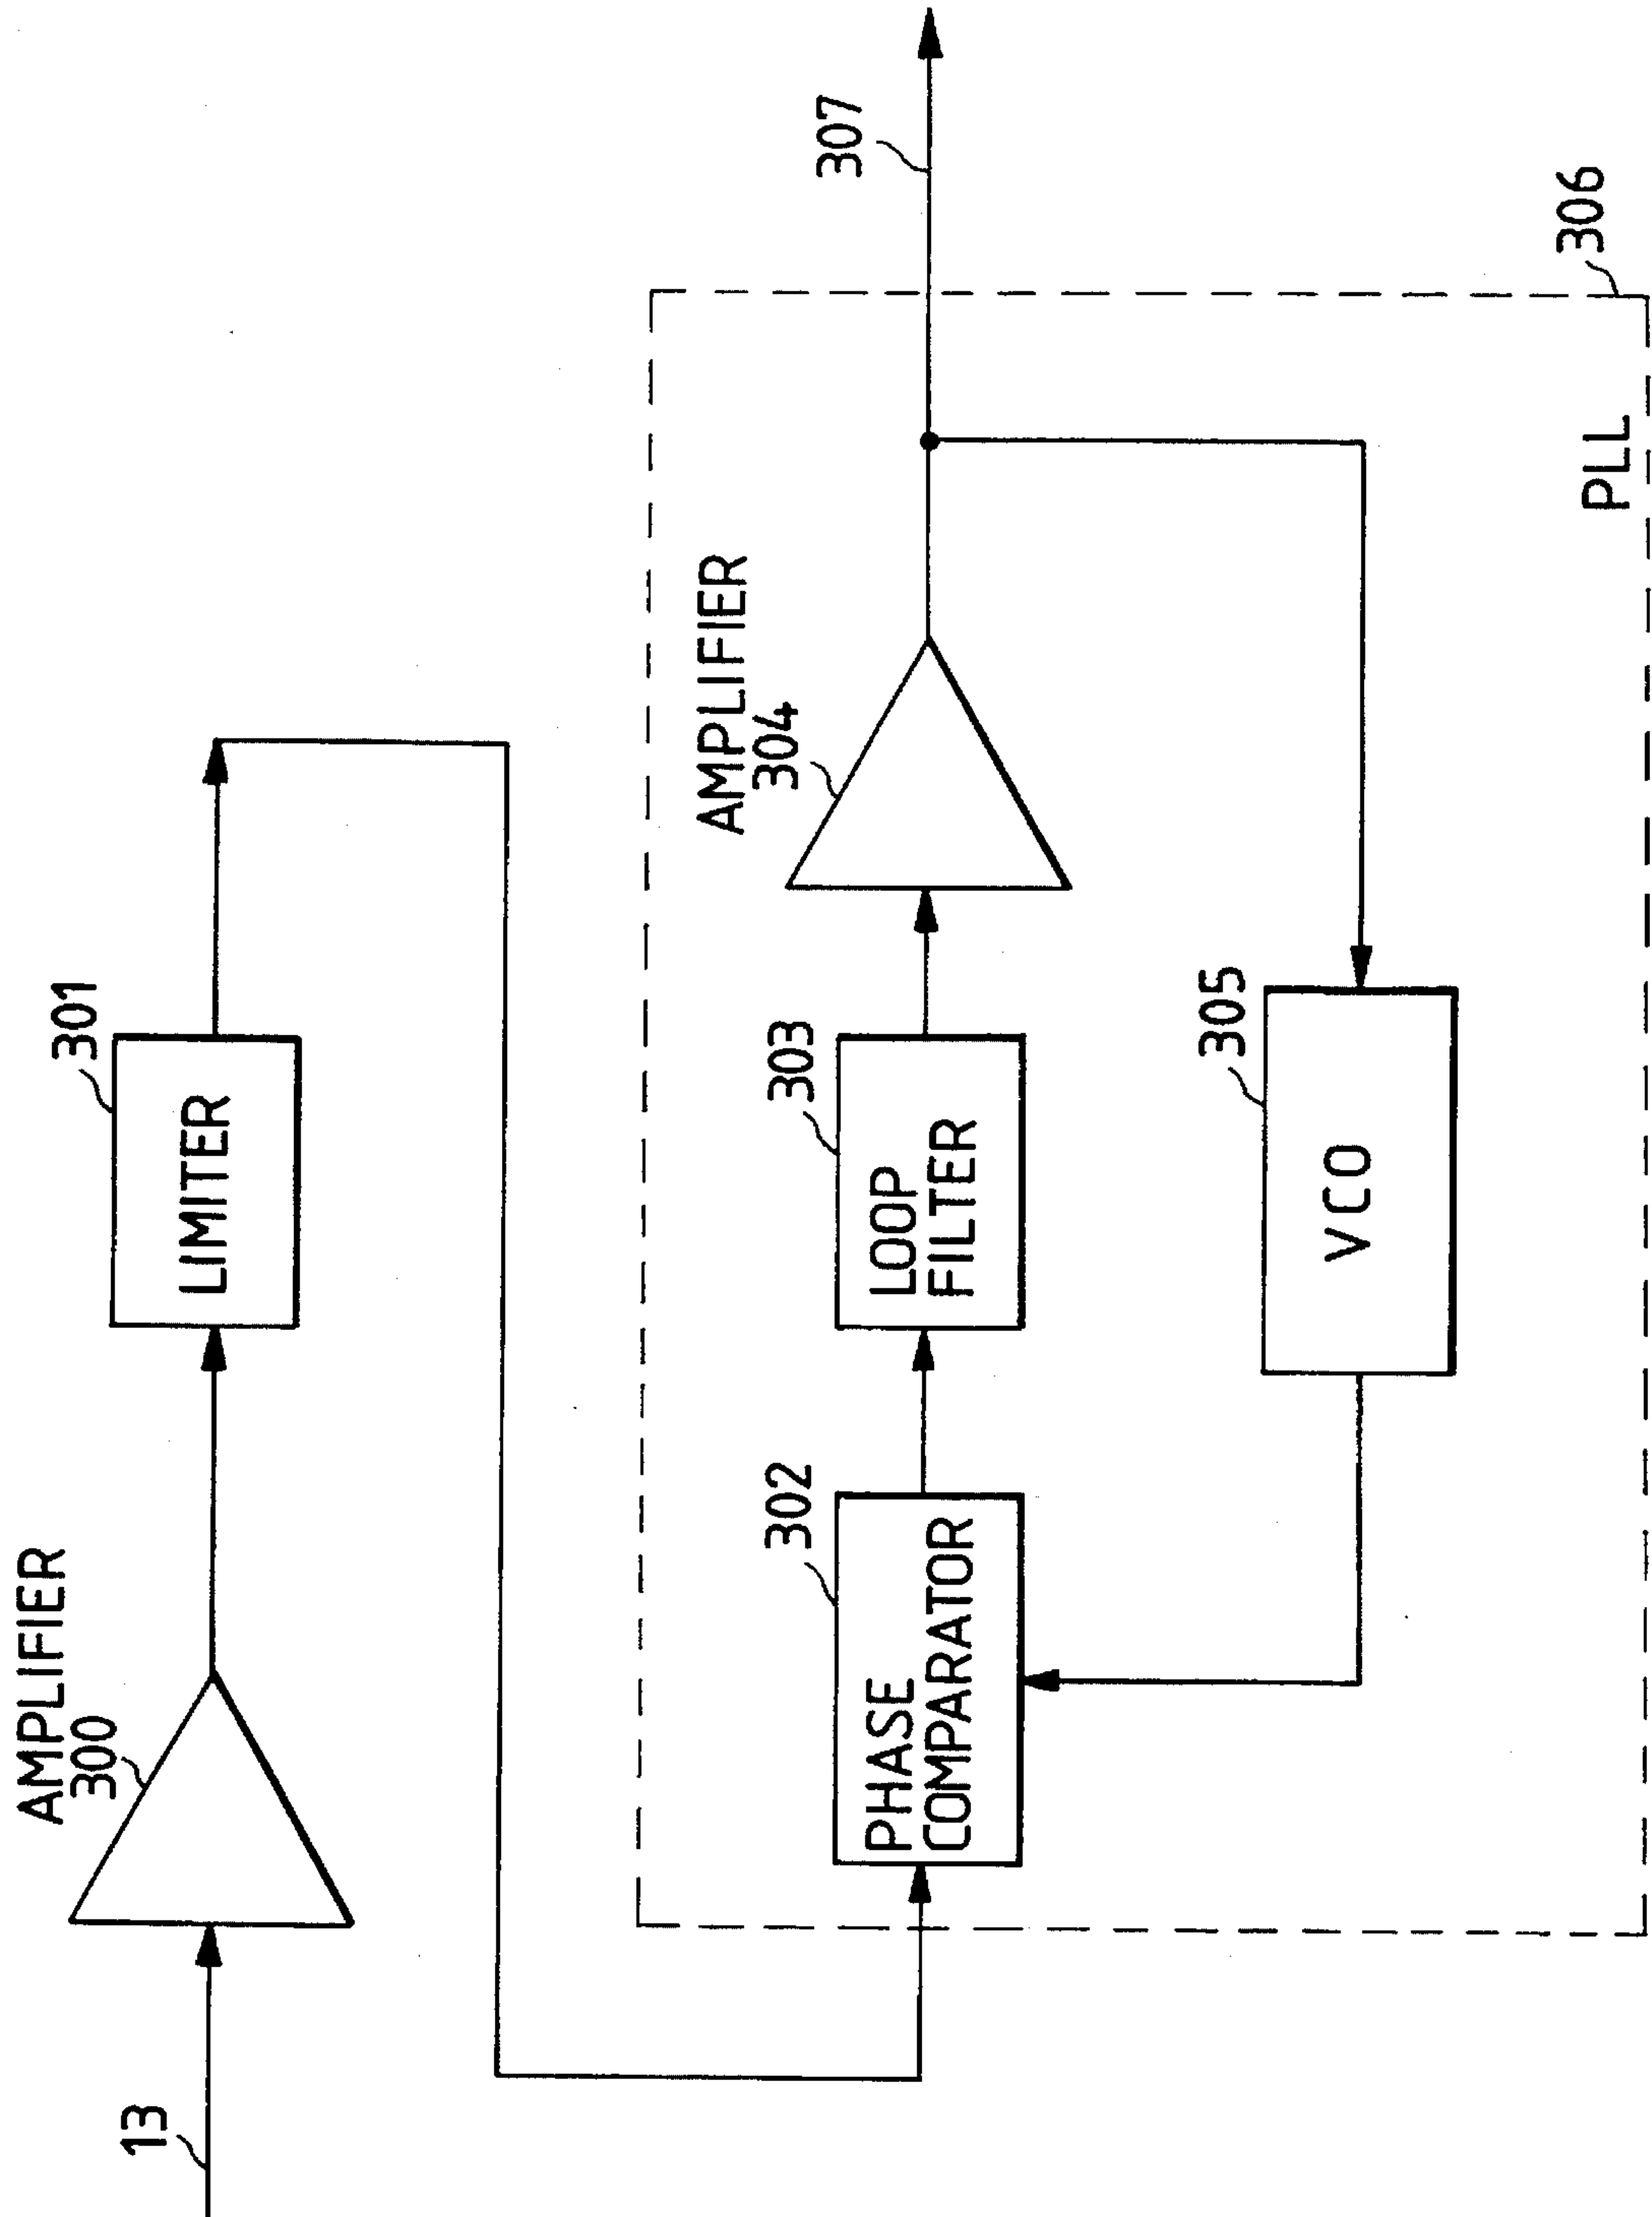 13
AMPLIFIER
300
301
LIMITER
302
PHASE
COMPARATOR
303
LOOP
FILTER
AMPLIFIER
304
307
305
VCO
PLL
306